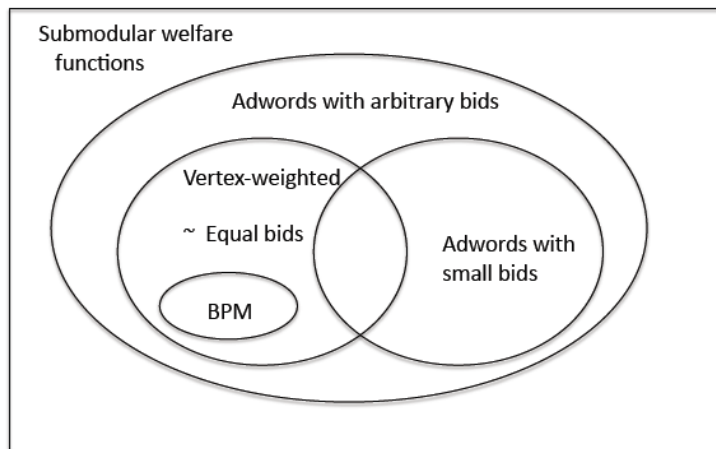 Submodular welfare
functions
Adwords with arbitrary bids
Vertex-weighted
~ Equal bids
Adwords with
small bids
BPM